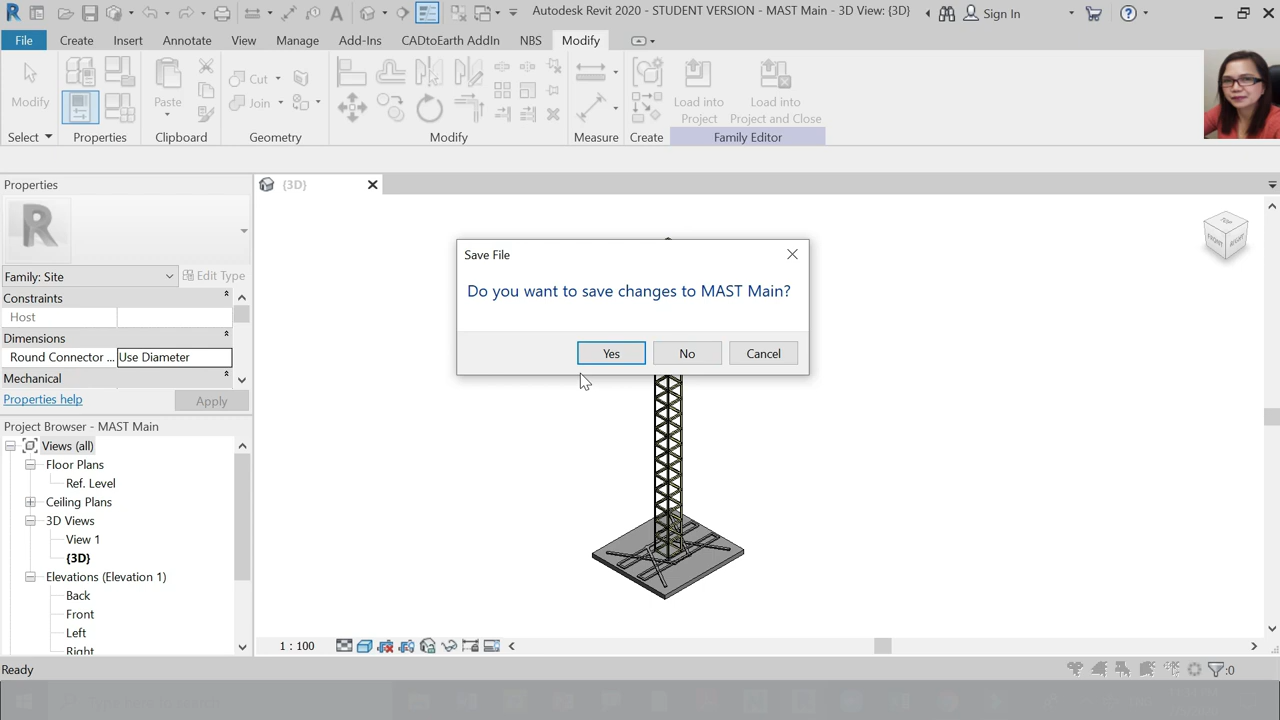 Autodesk Revit 2020 - STUDENT VERSION - MAST Main - 3D View: {3D}
Sign In
File Create Insert Annotate View Manage Add-Ins CADtoEarth AddIn NBS Modify
Modify
Paste
Cut
Join
Load into
Project
Load into
Project and Close
Select Properties Clipboard Geometry Modify Measure Create Family Editor
Properties
{3D}
R
Family: Site
Edit Type
Constraints
Host
Dimensions
Round Connector ... Use Diameter
Mechanical
Properties help
Apply
Project Browser - MAST Main
Views (all)
Floor Plans
Ref. Level
Ceiling Plans
3D Views
View 1
{3D}
Elevations (Elevation 1)
Back
Front
Left
Right
Save File
Do you want to save changes to MAST Main?
Yes No Cancel
TOP
FRONT RIGHT
1 : 100
Ready
:0